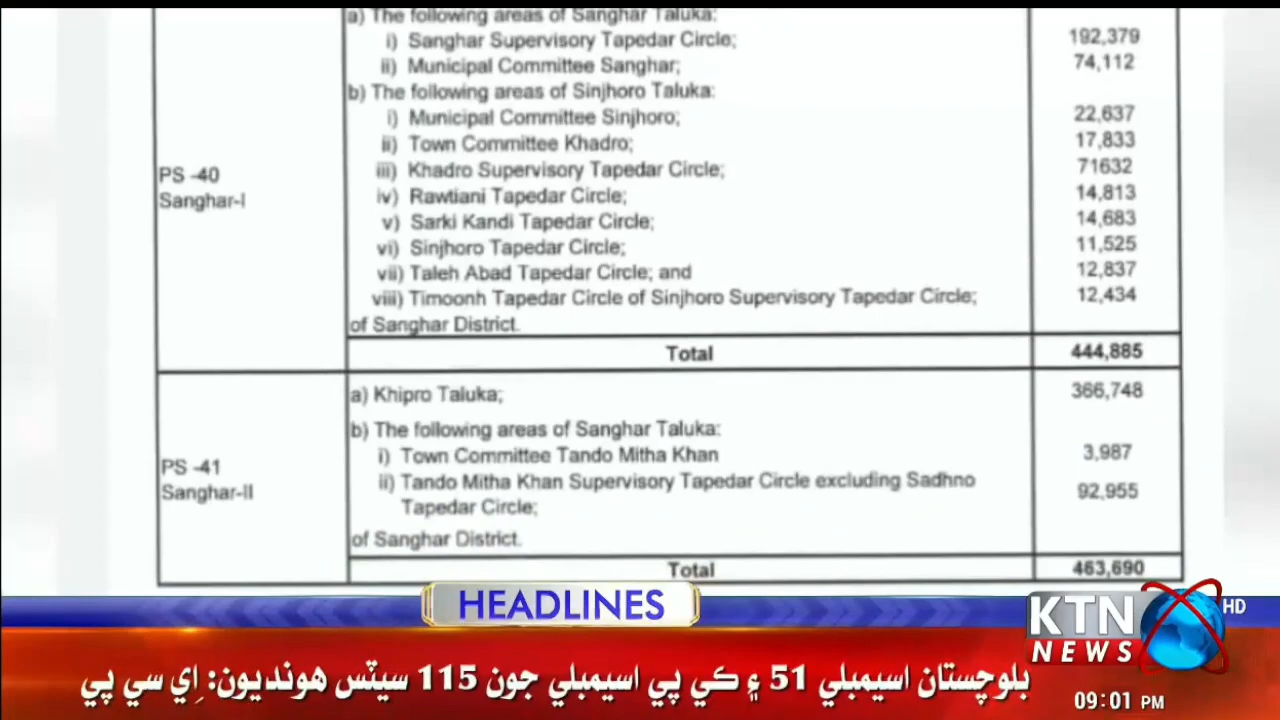 a) The following areas of Sanghar Taluka:
i) Sanghar Supervisory Tapedar Circle; 192,379
ii) Municipal Committee Sanghar; 74,112
b) The following areas of Sinjhoro Taluka:
i) Municipal Committee Sinjhoro; 22,637
ii) Town Committee Khadro; 17,833
iii) Khadro Supervisory Tapedar Circle; 71632
PS -40
Sanghar-I
iv) Rawtiani Tapedar Circle; 14,813
v) Sarki Kandi Tapedar Circle; 14,683
vi) Sinjhoro Tapedar Circle; 11,525
vii) Taleh Abad Tapedar Circle; and 12,837
viii) Timoonh Tapedar Circle of Sinjhoro Supervisory Tapedar Circle; 12,434
of Sanghar District.
Total 444,885
a) Khipro Taluka; 366,748
b) The following areas of Sanghar Taluka:
i) Town Committee Tando Mitha Khan 3,987
PS -41
Sanghar-II
ii) Tando Mitha Khan Supervisory Tapedar Circle excluding Sadhno 92,955
Tapedar Circle;
of Sanghar District.
Total 463,690
HEADLINES
KTN
NEWS
HD
بلوچستان اسيمبلي 51 ۽ ڪي پي اسيمبلي جون 115 سيٽس هونديون: اِي سي پي
09:01 PM